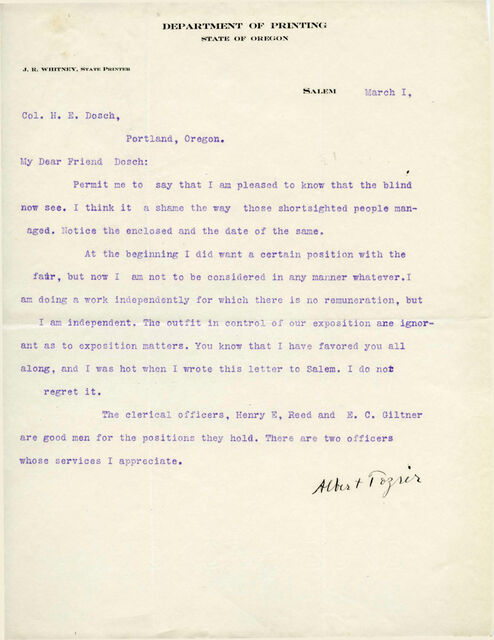 DEPARTMENT OF PRINTING
STATE OF OREGON
J. R. WHITNEY, STATE PRINTER
SALEM March I,
Col. H. E. Dosch,
Portland, Oregon.
My Dear Friend Dosch:
Permit me to say that I am pleased to know that the blind
now see. I think it a shame the way those shortsighted people man-
aged. Notice the enclosed and the date of the same.
At the beginning I did want a certain position with the
fair, but now I am not to be considered in any manner whatever.I
am doing a work independently for which there is no remuneration, but
I am independent. The outfit in control of our exposition are ignor-
ant as to exposition matters. You know that I have favored you all
along, and I was hot when I wrote this letter to Salem. I do not
regret it.
The clerical officers, Henry E, Reed and E. C. Giltner
are good men for the positions they hold. There are two officers
whose services I appreciate.
Albert Tozier